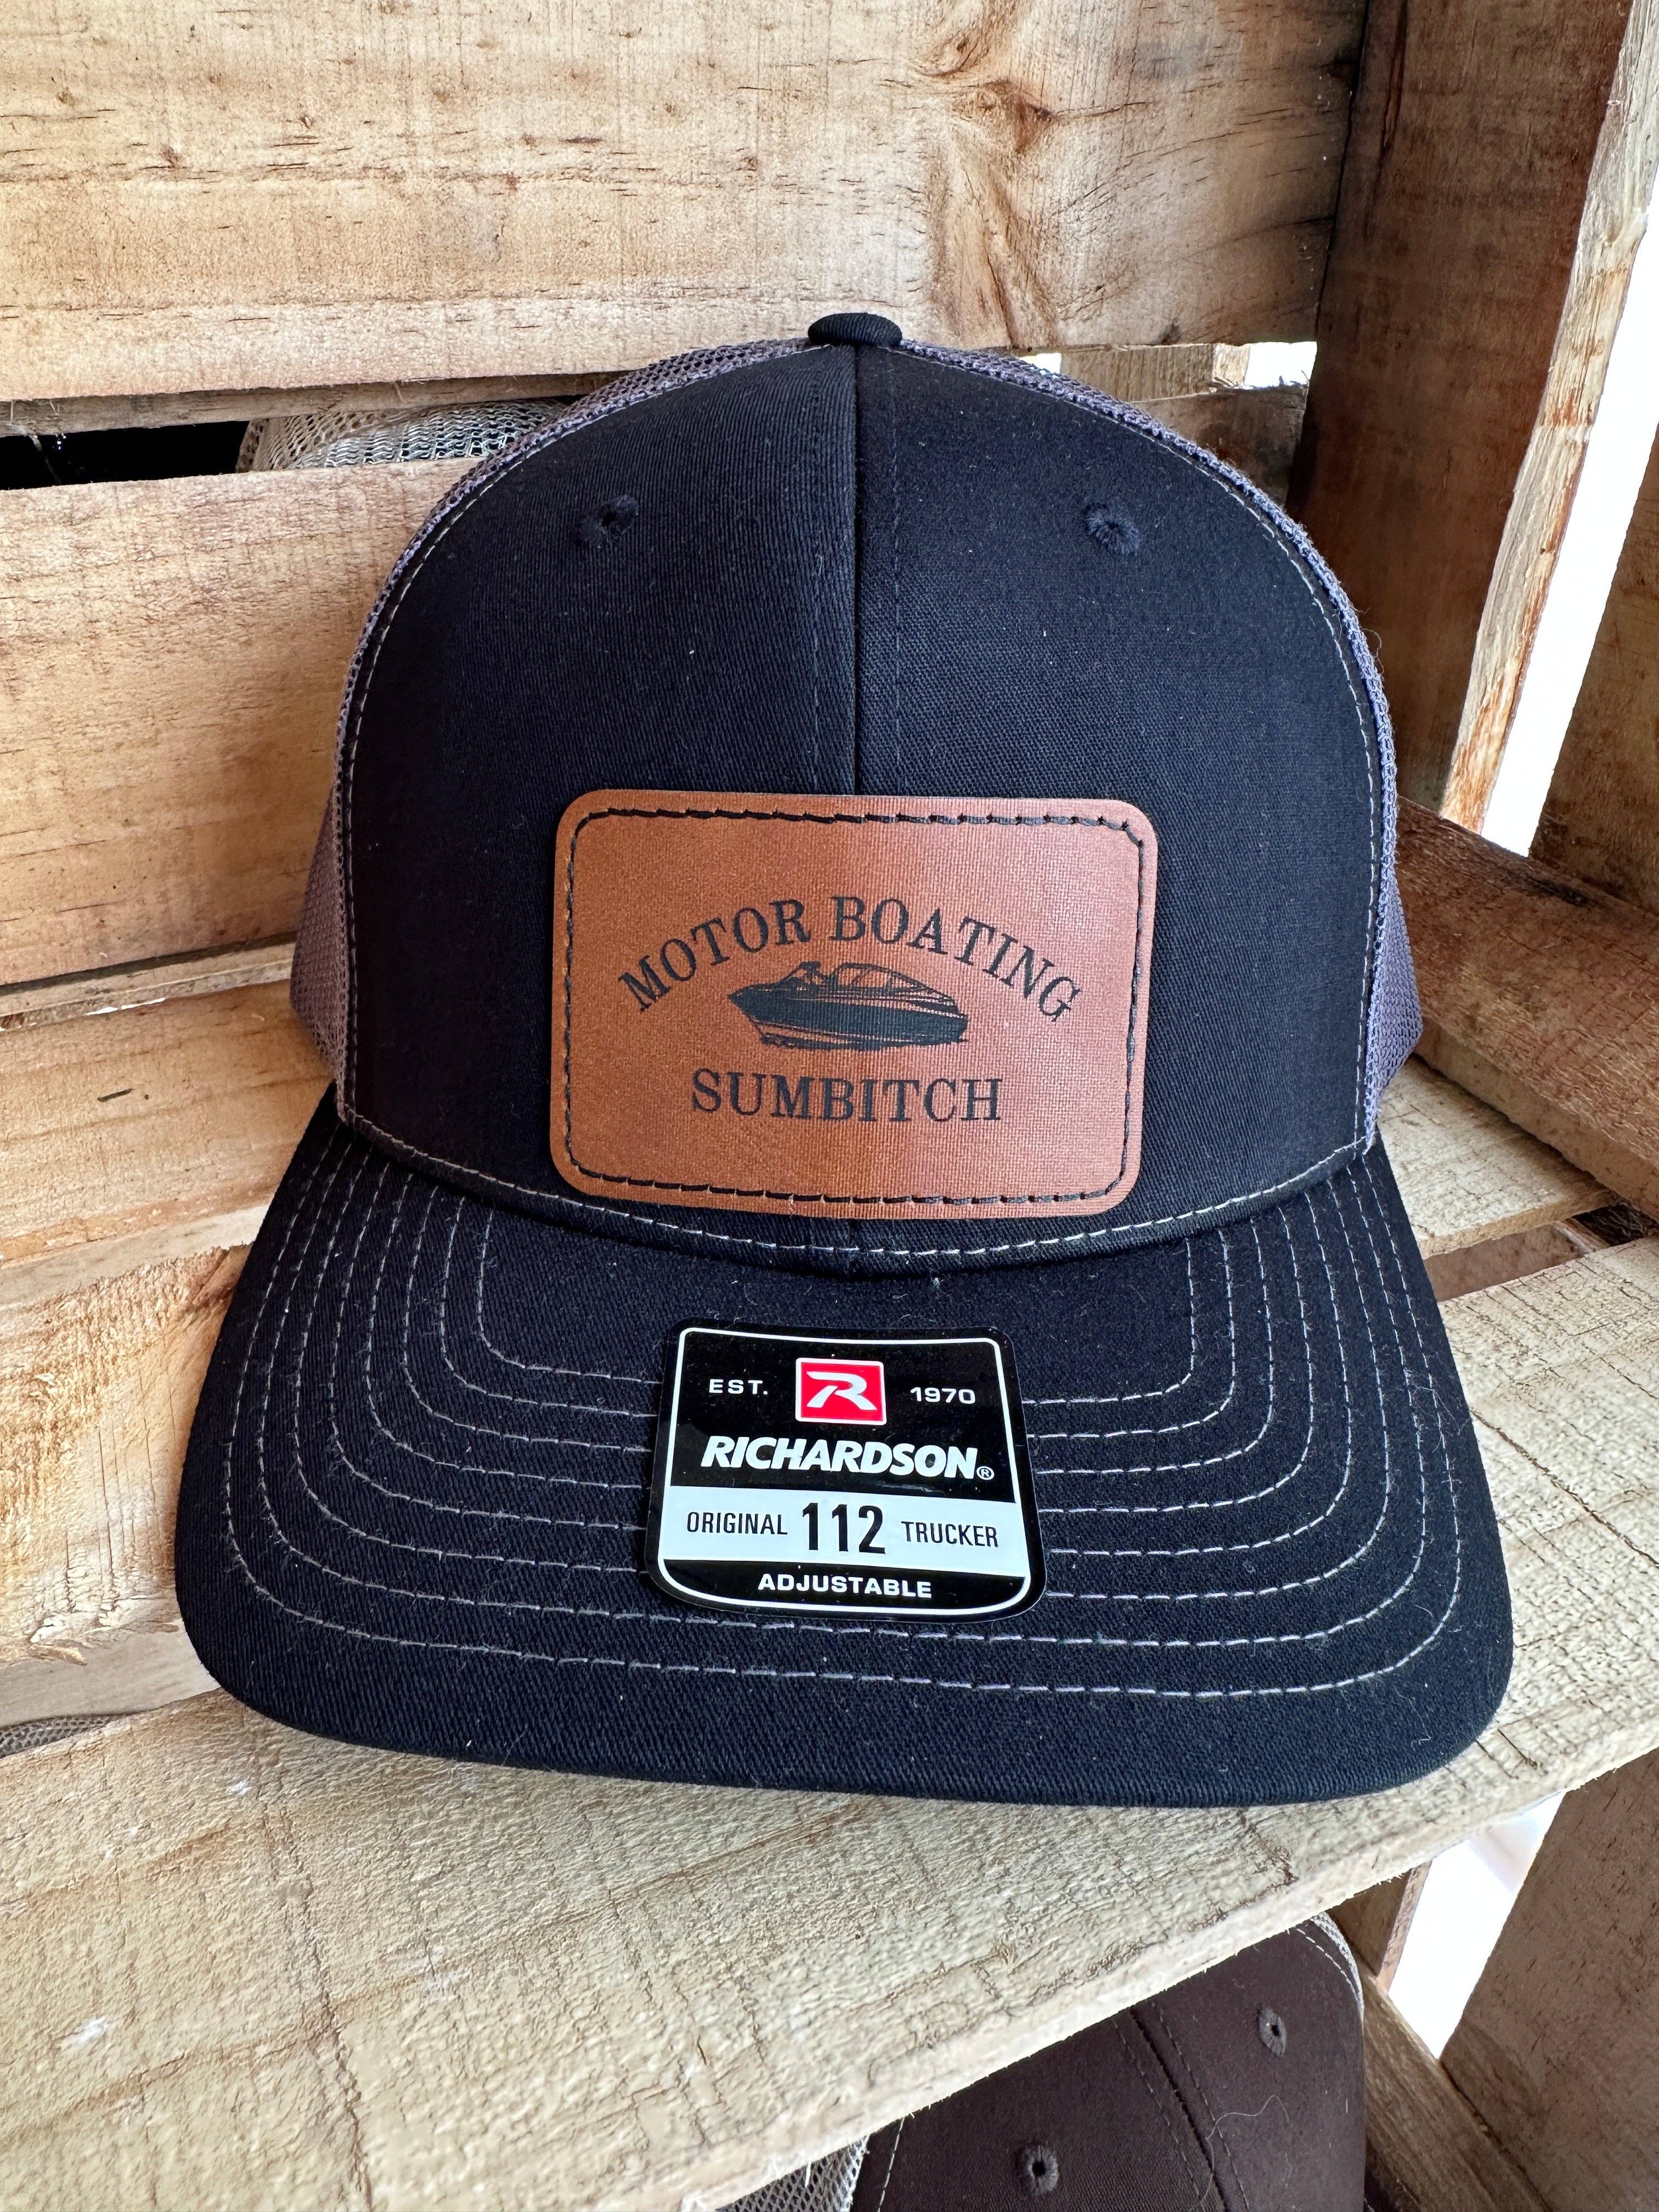 MOTOR BOATING
SUMBITCH
EST. R 1970
RICHARDSON®
ORIGINAL 112 TRUCKER
ADJUSTABLE